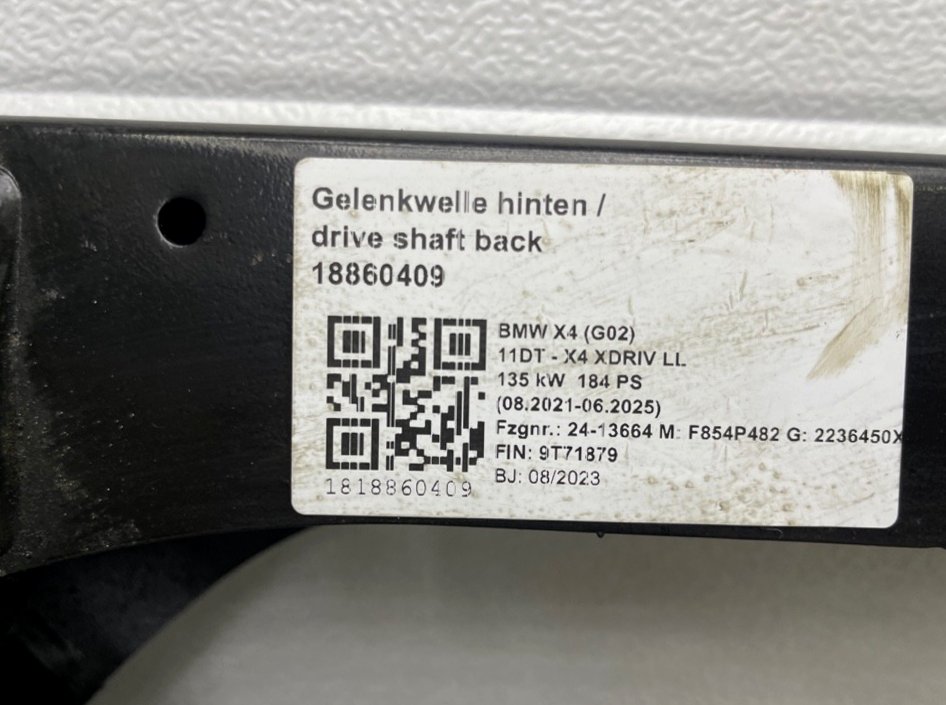 Gelenkwelle hinten /
drive shaft back
18860409
BMW X4 (G02)
11DT - X4 XDRIV LL
135 kW 184 PS
(08.2021-06.2025)
Fzgnr.: 24-13664 M: F854P482 G: 2236450X
FIN: 9T71879
BJ: 08/2023
1818860409